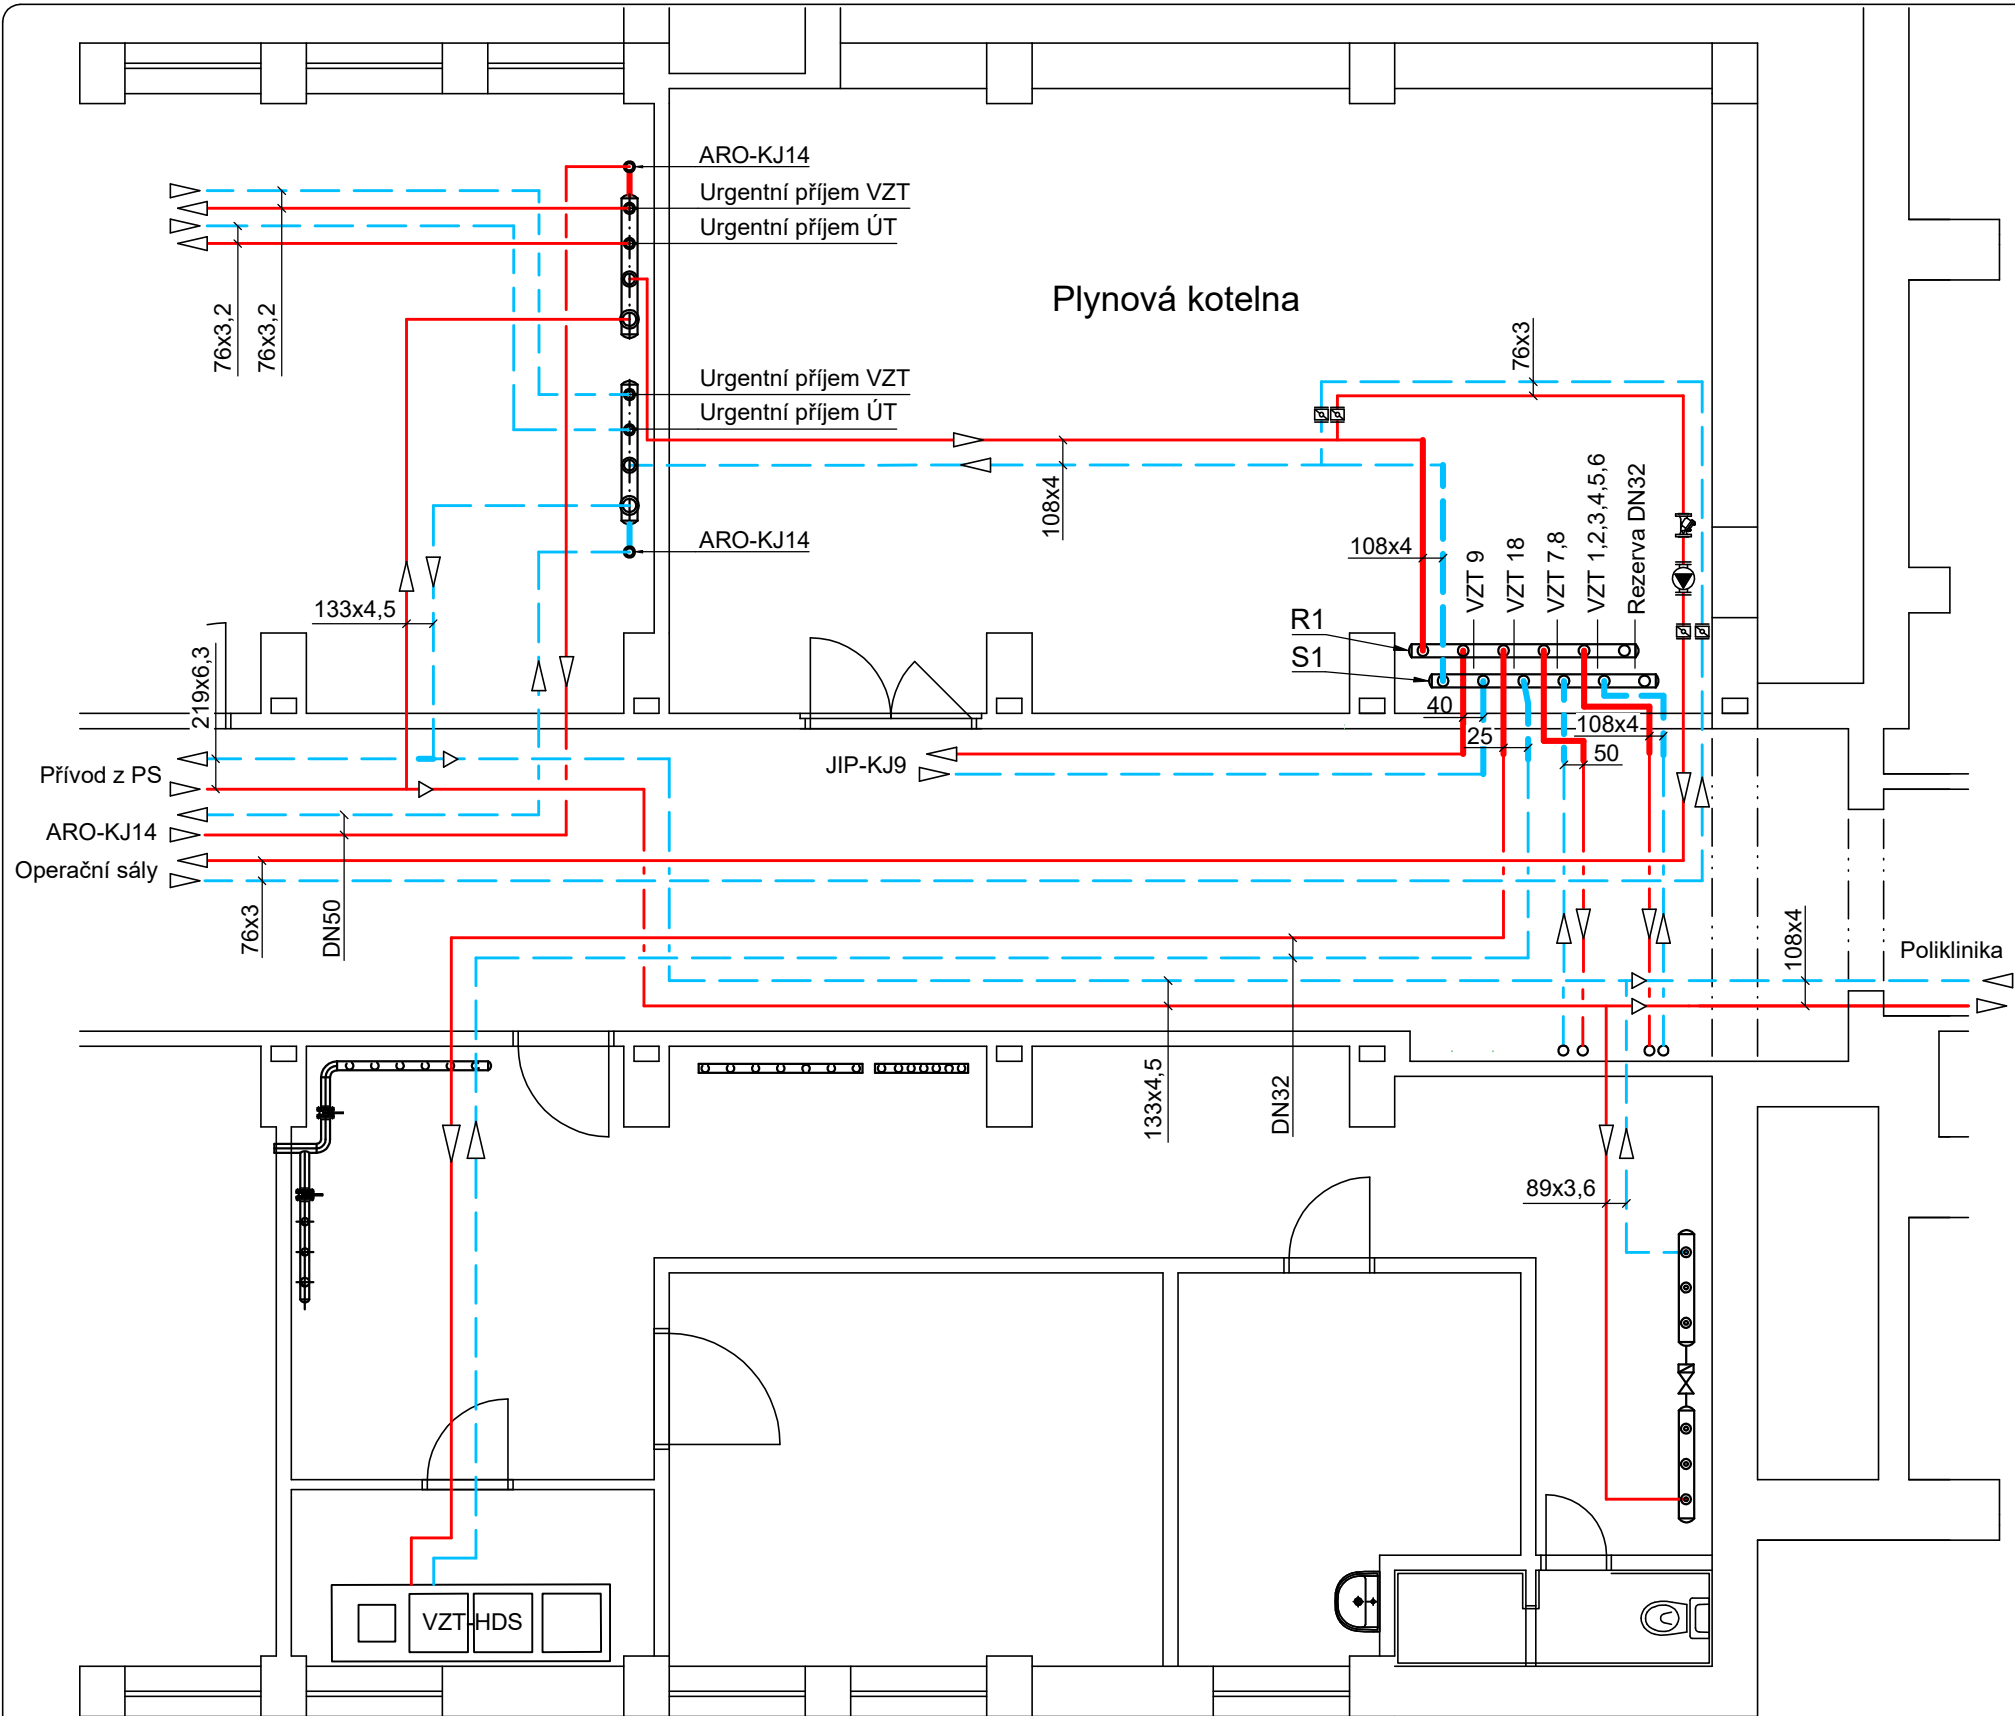 ARO-KJ14
Urgentní příjem VZT
Urgentní příjem ÚT
76x3,2
76x3,2
Plynová kotelna
76x3
Urgentní příjem VZT
Urgentní příjem ÚT
108x4
ARO-KJ14
108x4
VZT 9
VZT 18
VZT 7,8
VZT 1,2,3,4,5,6
Rezerva DN32
133x4,5
R1
S1
219x6,3
40
25
108x4
50
Přívod z PS
JIP-KJ9
ARO-KJ14
Operační sály
76x3
DN50
108x4
Poliklinika
133x4,5
DN32
89x3,6
VZT-HDS